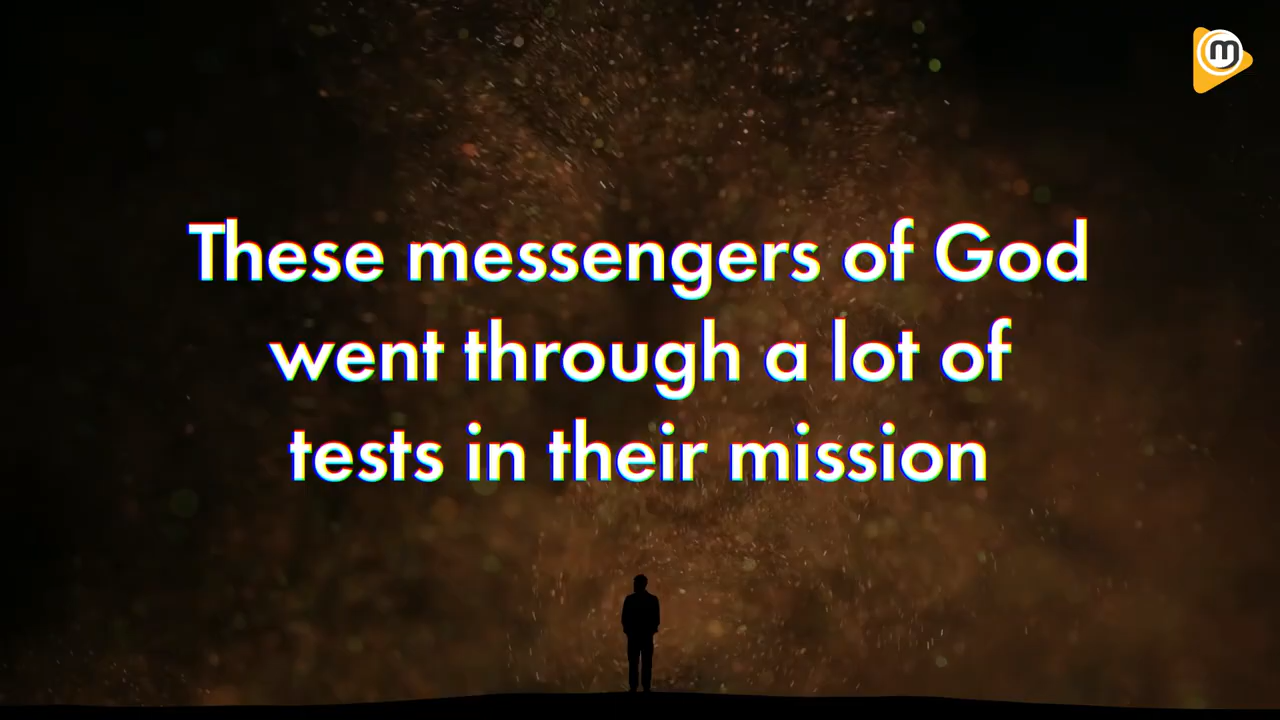 These messengers of God
went through a lot of
tests in their mission
m